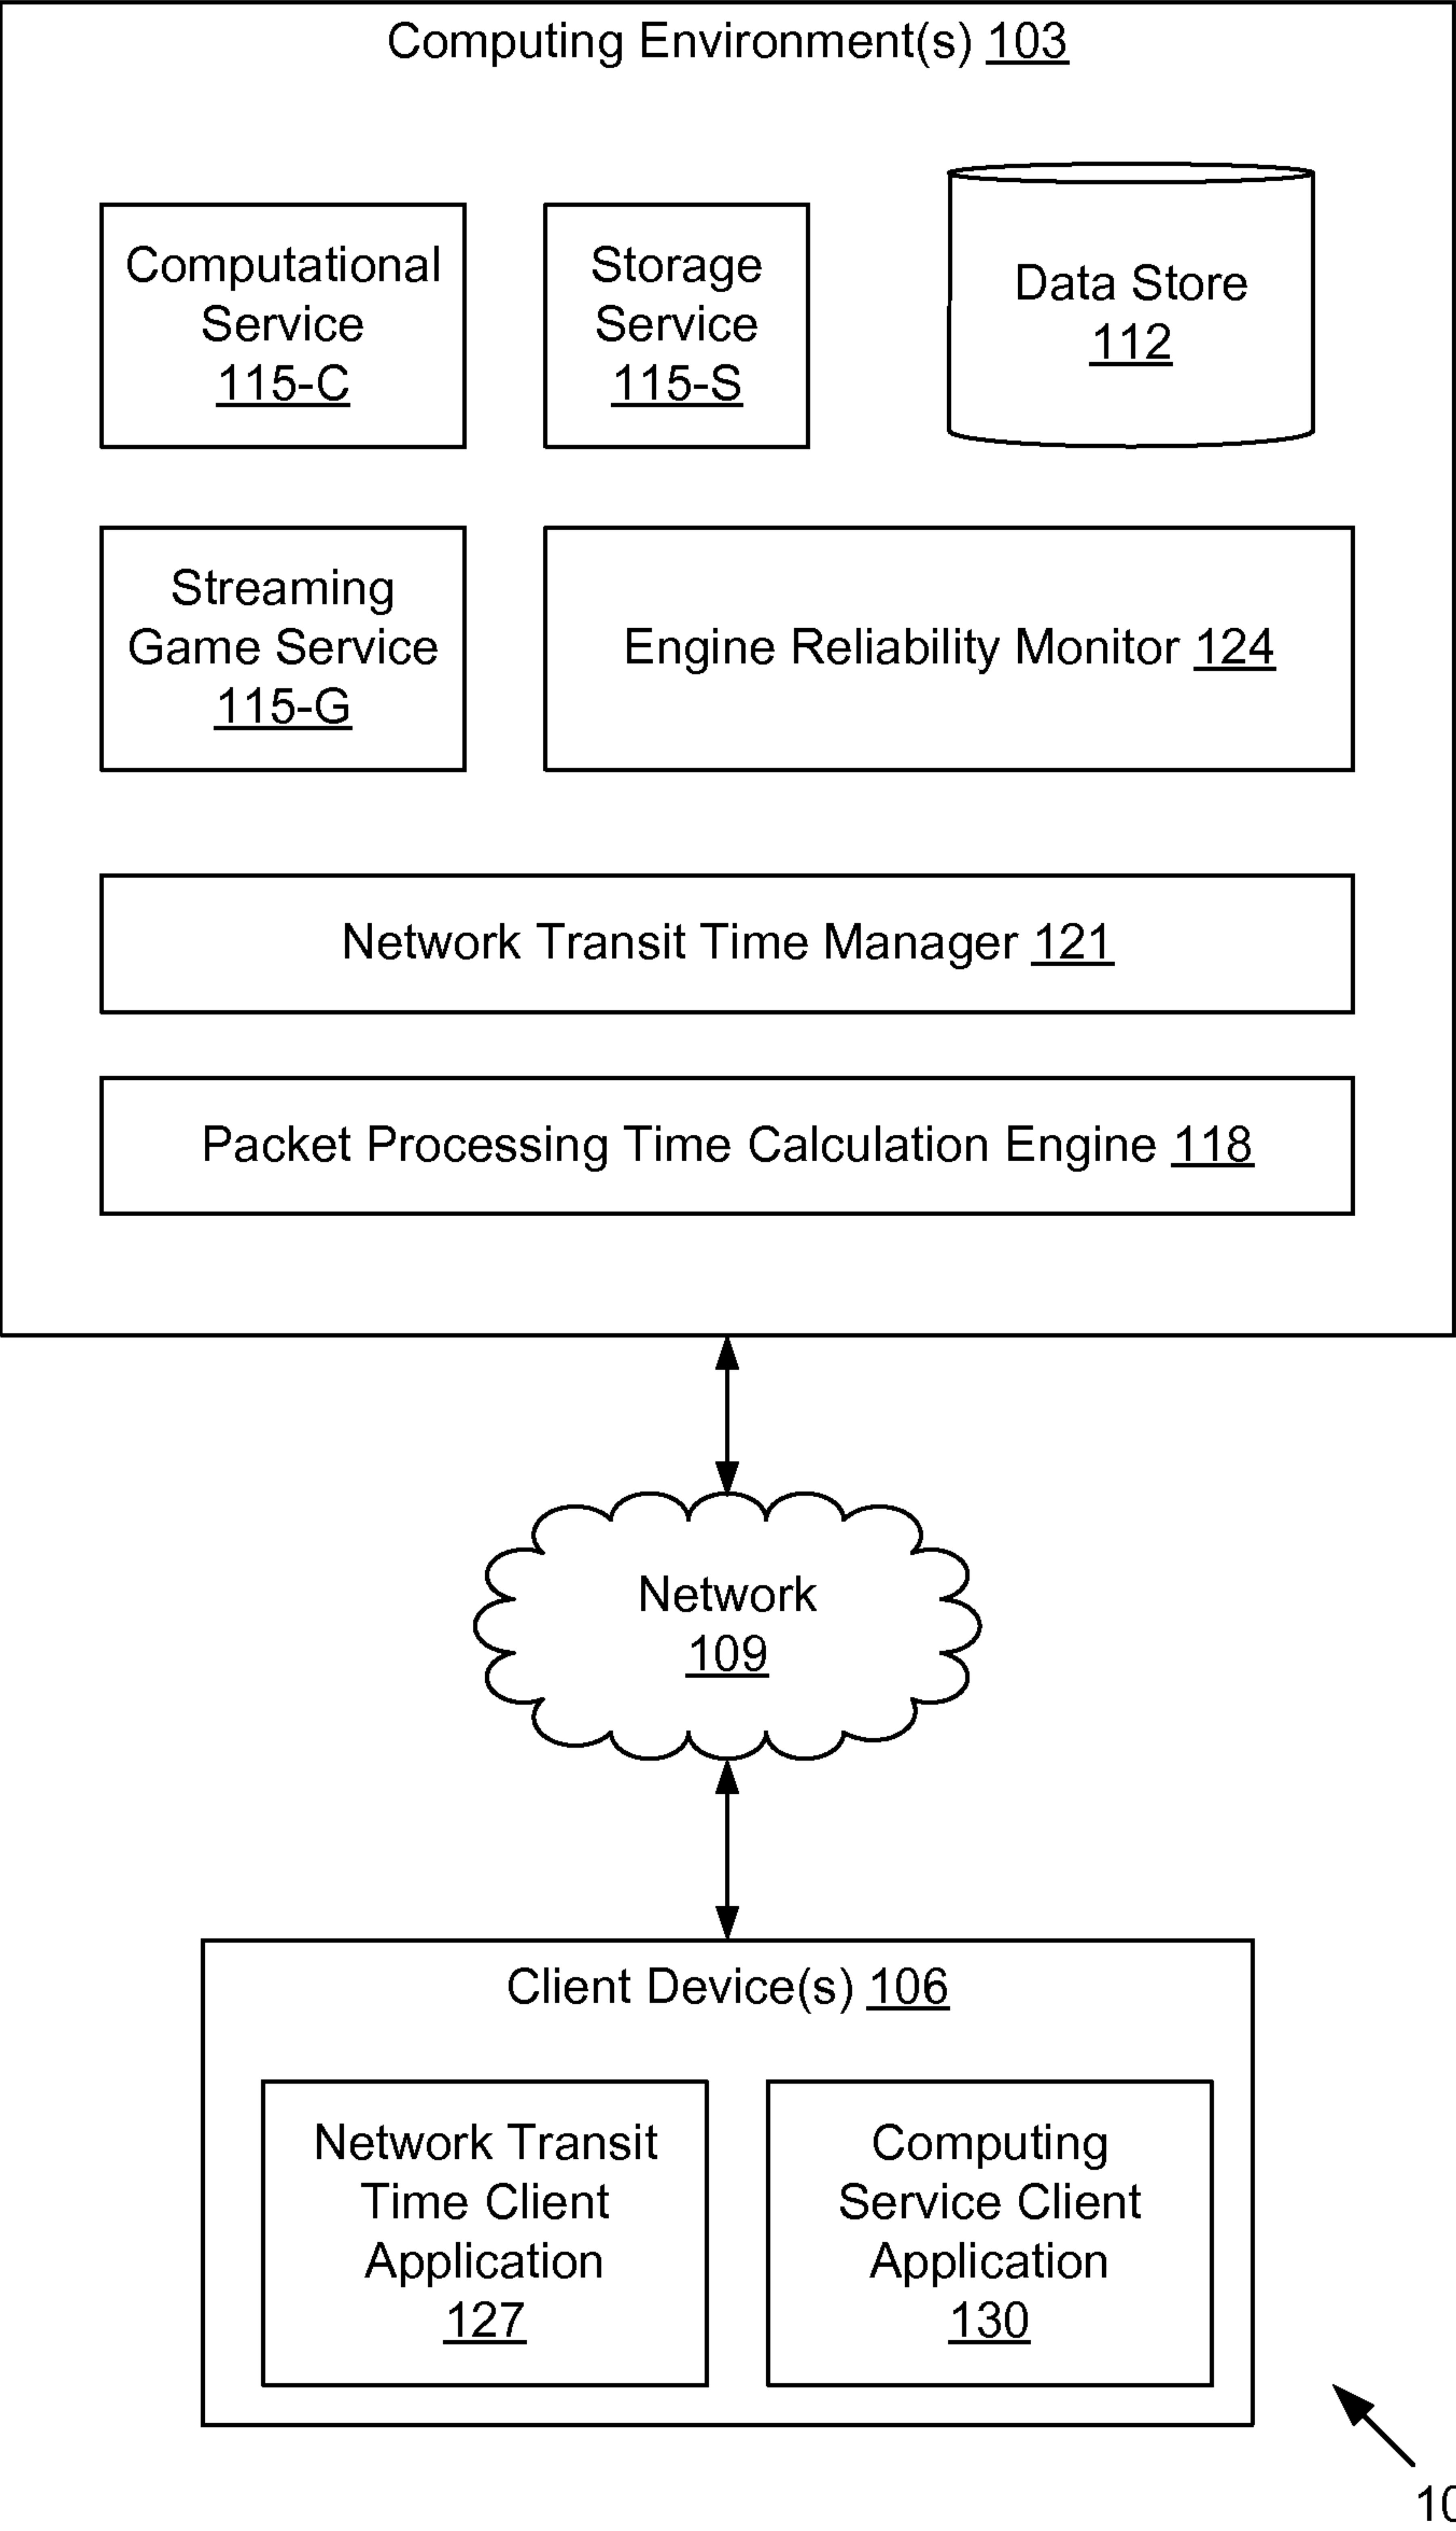 Computing Environment(s) 103
Computational
Service
115-C
Storage
Service
115-S
Data Store
112
Streaming
Game Service
115-G
Engine Reliability Monitor 124
Network Transit Time Manager 121
Packet Processing Time Calculation Engine 118
Network
109
Client Device(s) 106
Network Transit
Time Client
Application
127
Computing
Service Client
Application
130